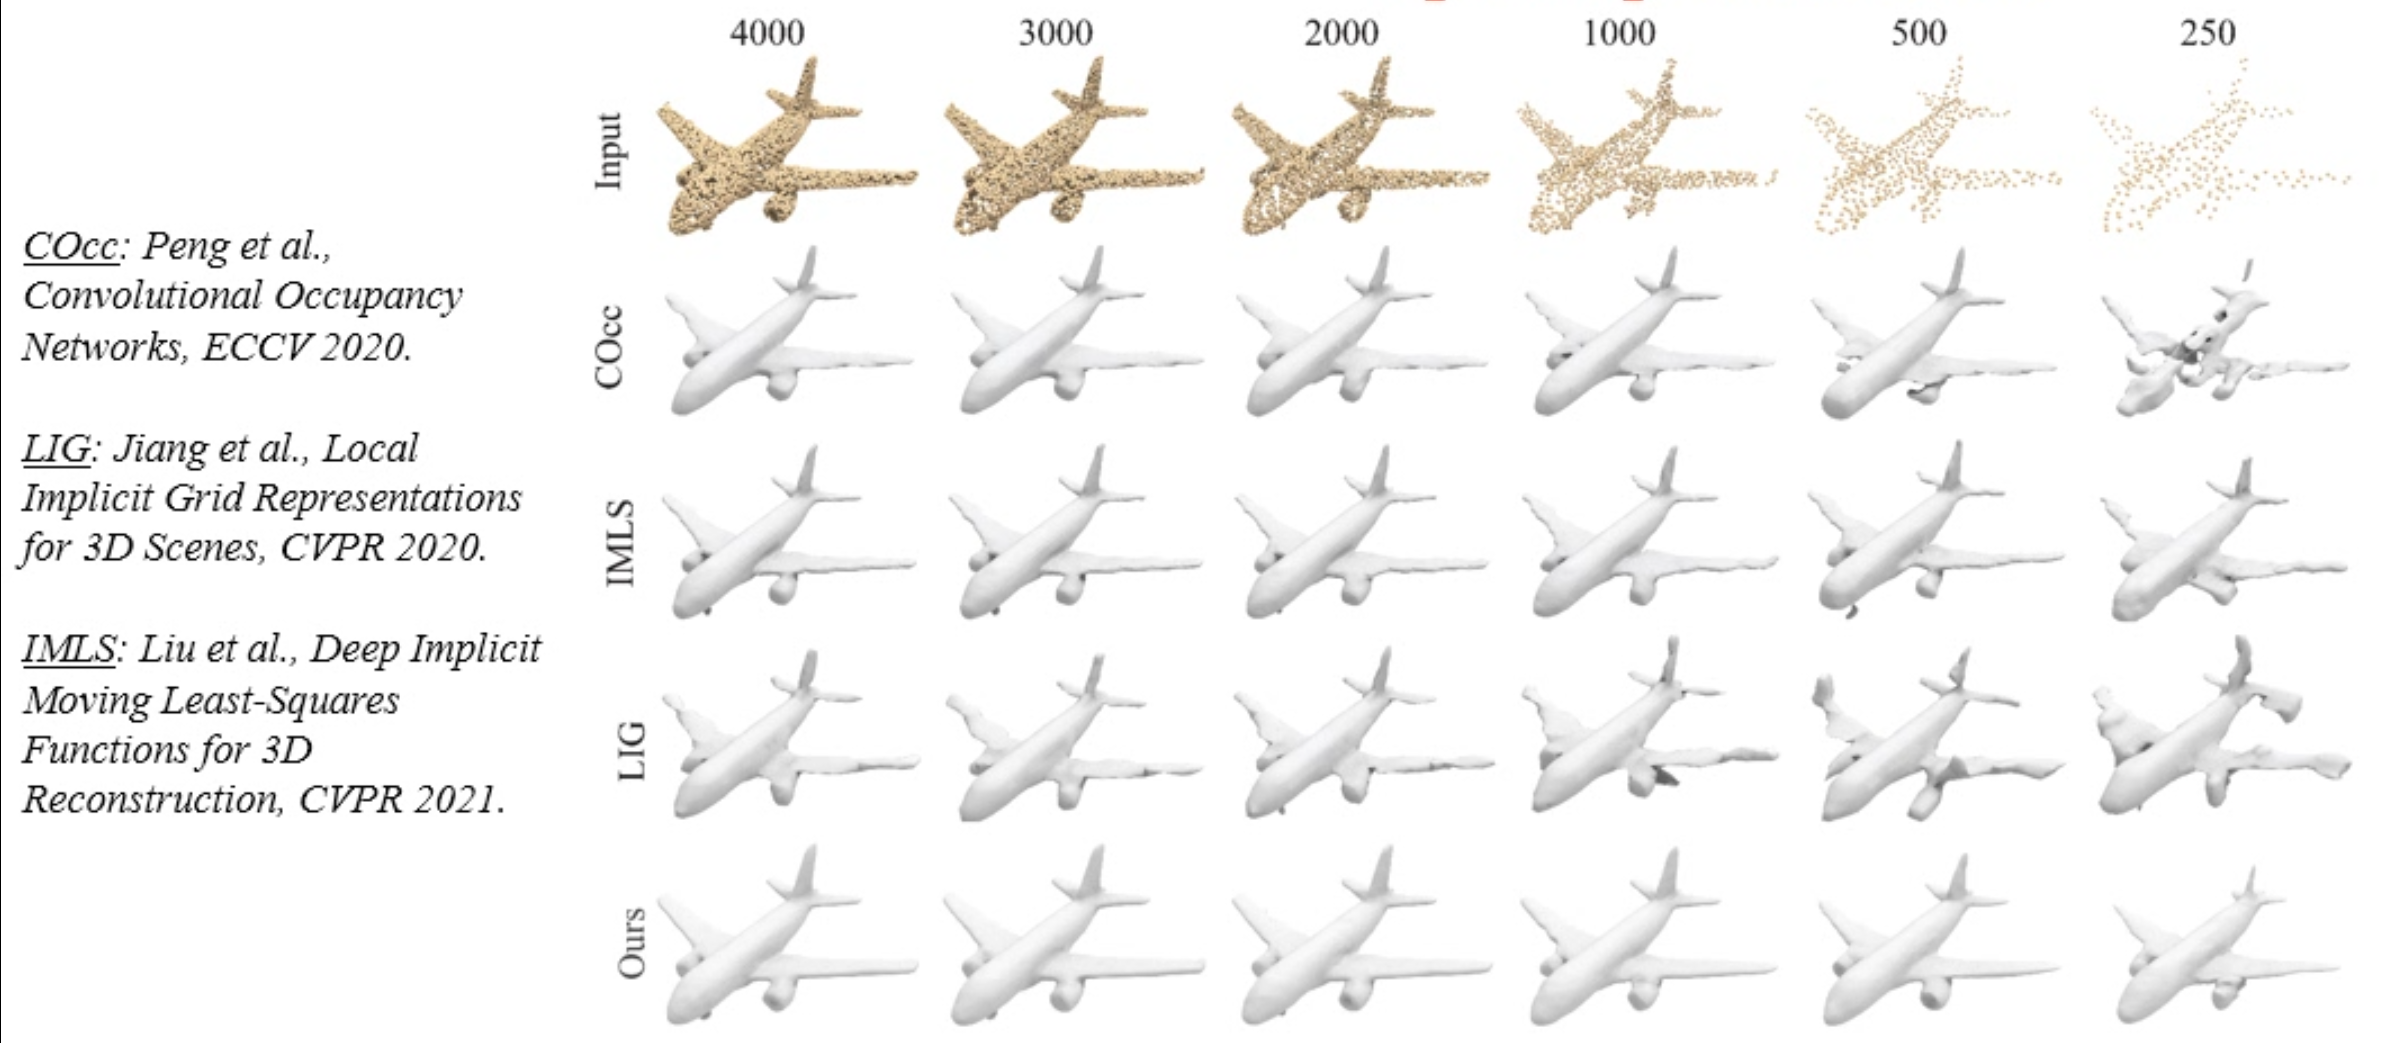 4000 3000 2000 1000 500 250
Input
COcc
IMLS
LIG
Ours
COcc: Peng et al.,
Convolutional Occupancy
Networks, ECCV 2020.
LIG: Jiang et al., Local
Implicit Grid Representations
for 3D Scenes, CVPR 2020.
IMLS: Liu et al., Deep Implicit
Moving Least-Squares
Functions for 3D
Reconstruction, CVPR 2021.